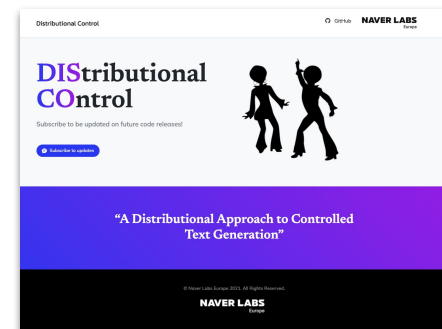 Distributional Control
GitHub
NAVER LABS
Europe
DIStributional
COntrol
Subscribe to be updated on future code releases!
Subscribe to updates
“A Distributional Approach to Controlled
Text Generation”
© Naver Labs Europe 2021. All Rights Reserved.
NAVER LABS
Europe